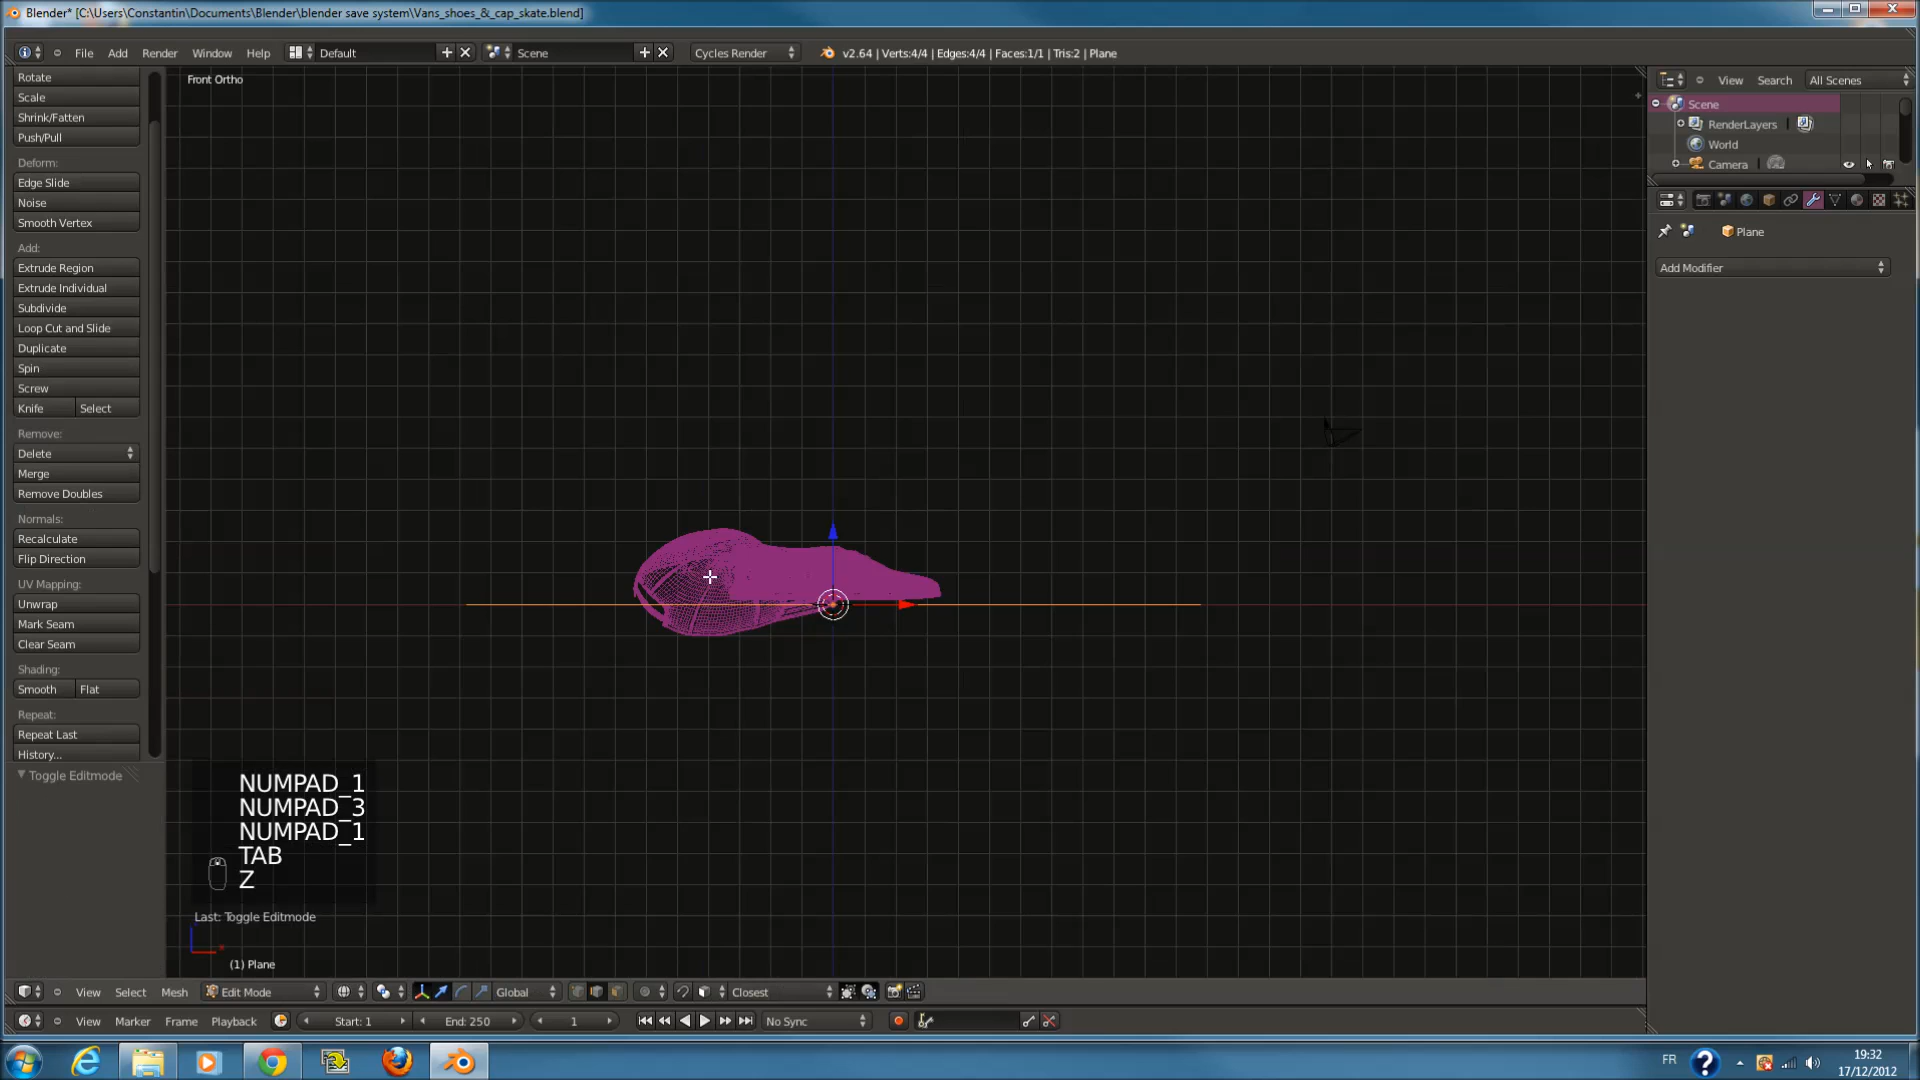 Blender* [C:\Users\Constantin\Documents\Blender\blender save system\Vans_shoes_&_cap_skate.blend]
File Add Render Window Help Default Scene Cycles Render v2.64 | Verts:4/4 | Edges:4/4 | Faces:1/1 | Tris:2 | Plane
Rotate
Scale
Shrink/Fatten
Push/Pull
Deform:
Edge Slide
Noise
Smooth Vertex
Add:
Extrude Region
Extrude Individual
Subdivide
Loop Cut and Slide
Duplicate
Spin
Screw
Knife Select
Remove:
Delete
Merge
Remove Doubles
Normals:
Recalculate
Flip Direction
UV Mapping:
Unwrap
Mark Seam
Clear Seam
Shading:
Smooth Flat
Repeat:
Repeat Last
History...
Toggle Editmode
Front Ortho
NUMPAD_1
NUMPAD_3
NUMPAD_1
TAB
Z
Last: Toggle Editmode
(1) Plane
View Search All Scenes
Scene
RenderLayers
World
Camera
Plane
Add Modifier
View Select Mesh Edit Mode Global Closest
View Marker Frame Playback Start: 1 End: 250 1 No Sync
FR
19:32
17/12/2012